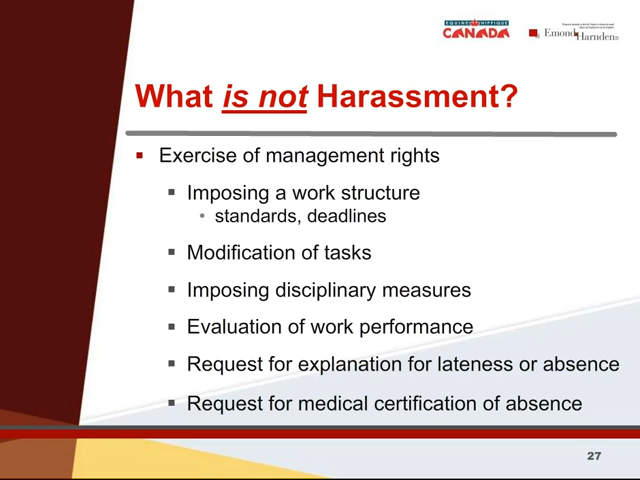 EQUINE HIPPIQUE
CANADA
Emond Harnden
What is not Harassment?
▪ Exercise of management rights
▪ Imposing a work structure
• standards, deadlines
▪ Modification of tasks
▪ Imposing disciplinary measures
▪ Evaluation of work performance
▪ Request for explanation for lateness or absence
▪ Request for medical certification of absence
27